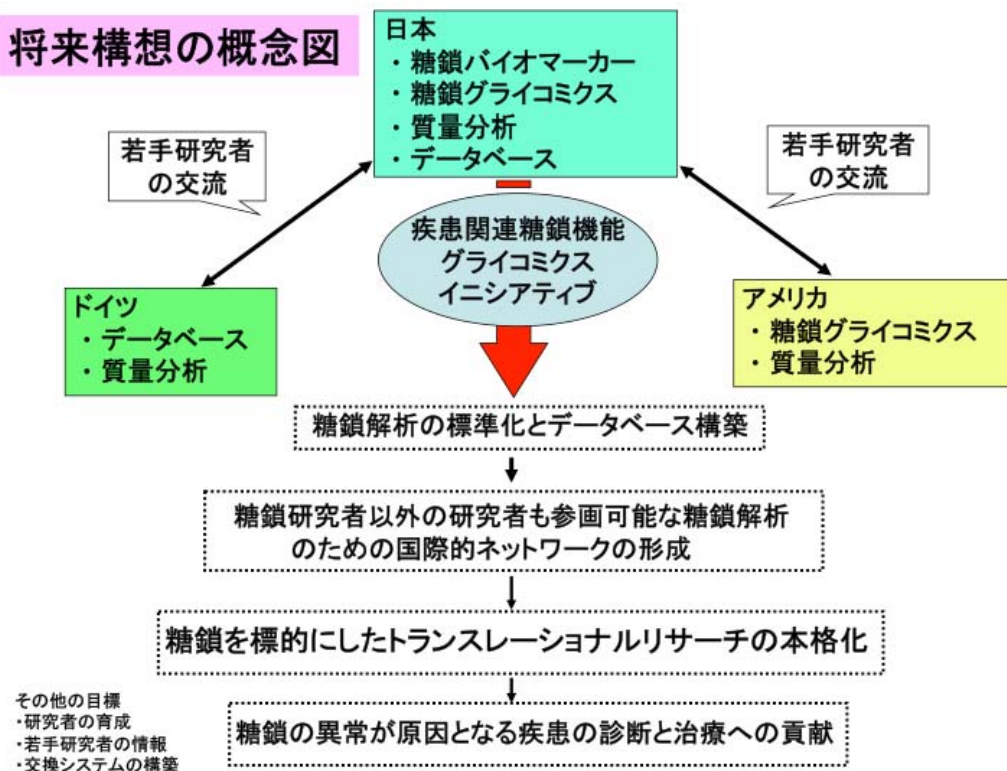 将来構想の概念図
日本
・糖鎖バイオマーカー
・糖鎖グライコミクス
・質量分析
・データベース
若手研究者
の交流
若手研究者
の交流
疾患関連糖鎖機能
グライコミクス
イニシアティブ
ドイツ
・データベース
・質量分析
アメリカ
・糖鎖グライコミクス
・質量分析
糖鎖解析の標準化とデータベース構築
糖鎖研究者以外の研究者も参画可能な糖鎖解析
のための国際的ネットワークの形成
糖鎖を標的にしたトランスレーショナルリサーチの本格化
糖鎖の異常が原因となる疾患の診断と治療への貢献
その他の目標
・研究者の育成
・若手研究者の情報
・交換システムの構築